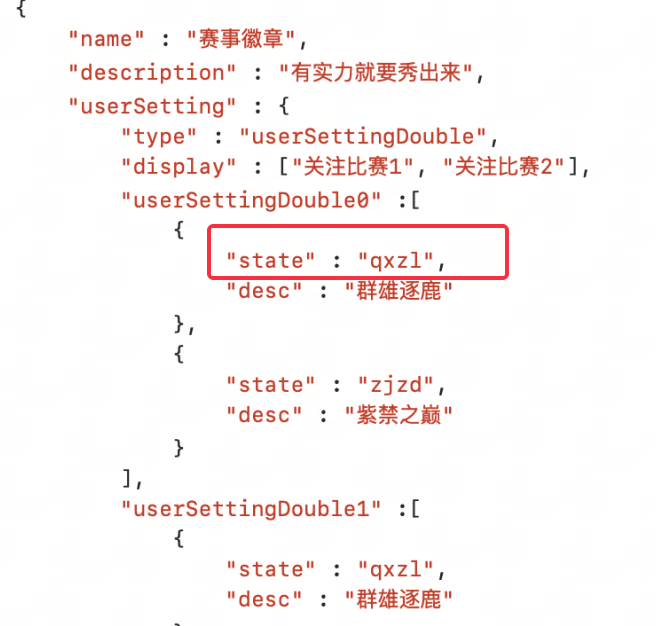 {
"name" : "赛事徽章",
"description" : "有实力就要秀出来",
"userSetting" : {
"type" : "userSettingDouble",
"display" : ["关注比赛1", "关注比赛2"],
"userSettingDouble0" :[
{
"state" : "qxzl",
"desc" : "群雄逐鹿"
},
{
"state" : "zjzd",
"desc" : "紫禁之巅"
}
],
"userSettingDouble1" :[
{
"state" : "qxzl",
"desc" : "群雄逐鹿"